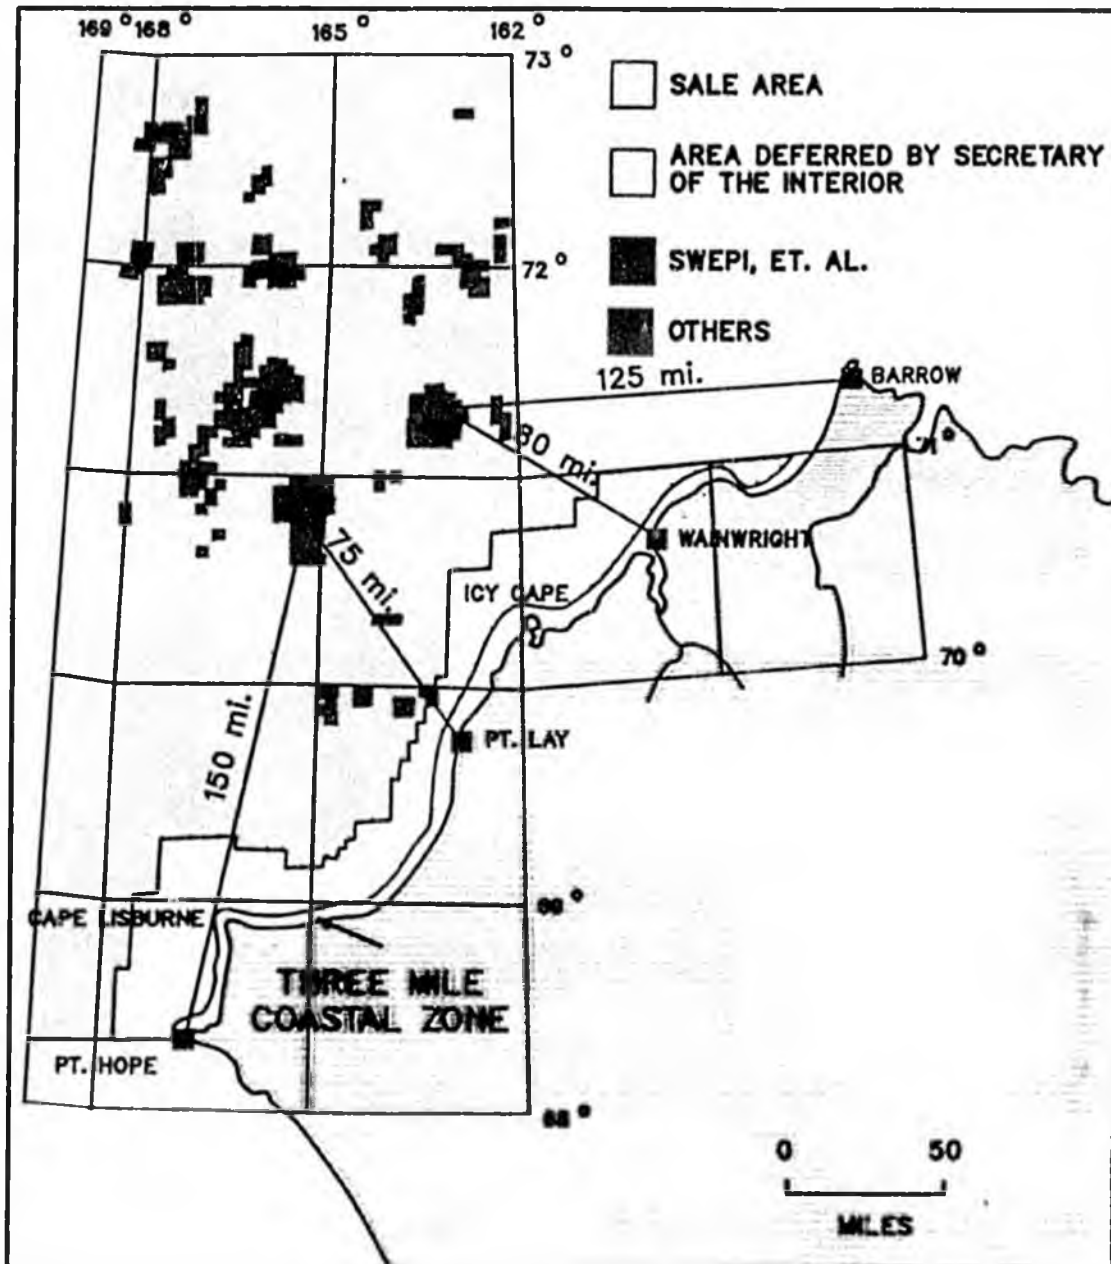 169° 168° 165° 162°
73°
SALE AREA
AREA DEFERRED BY SECRETARY
OF THE INTERIOR
72°
SWEPI, ET. AL.
OTHERS
125 mi.
BARROW
80 mi.
71°
75 mi.
WAINWRIGHT
ICY CAPE
70°
150 mi.
PT. LAY
69°
CAPE LISBURNE
THREE MILE
COASTAL ZONE
PT. HOPE
68°
0 50
MILES